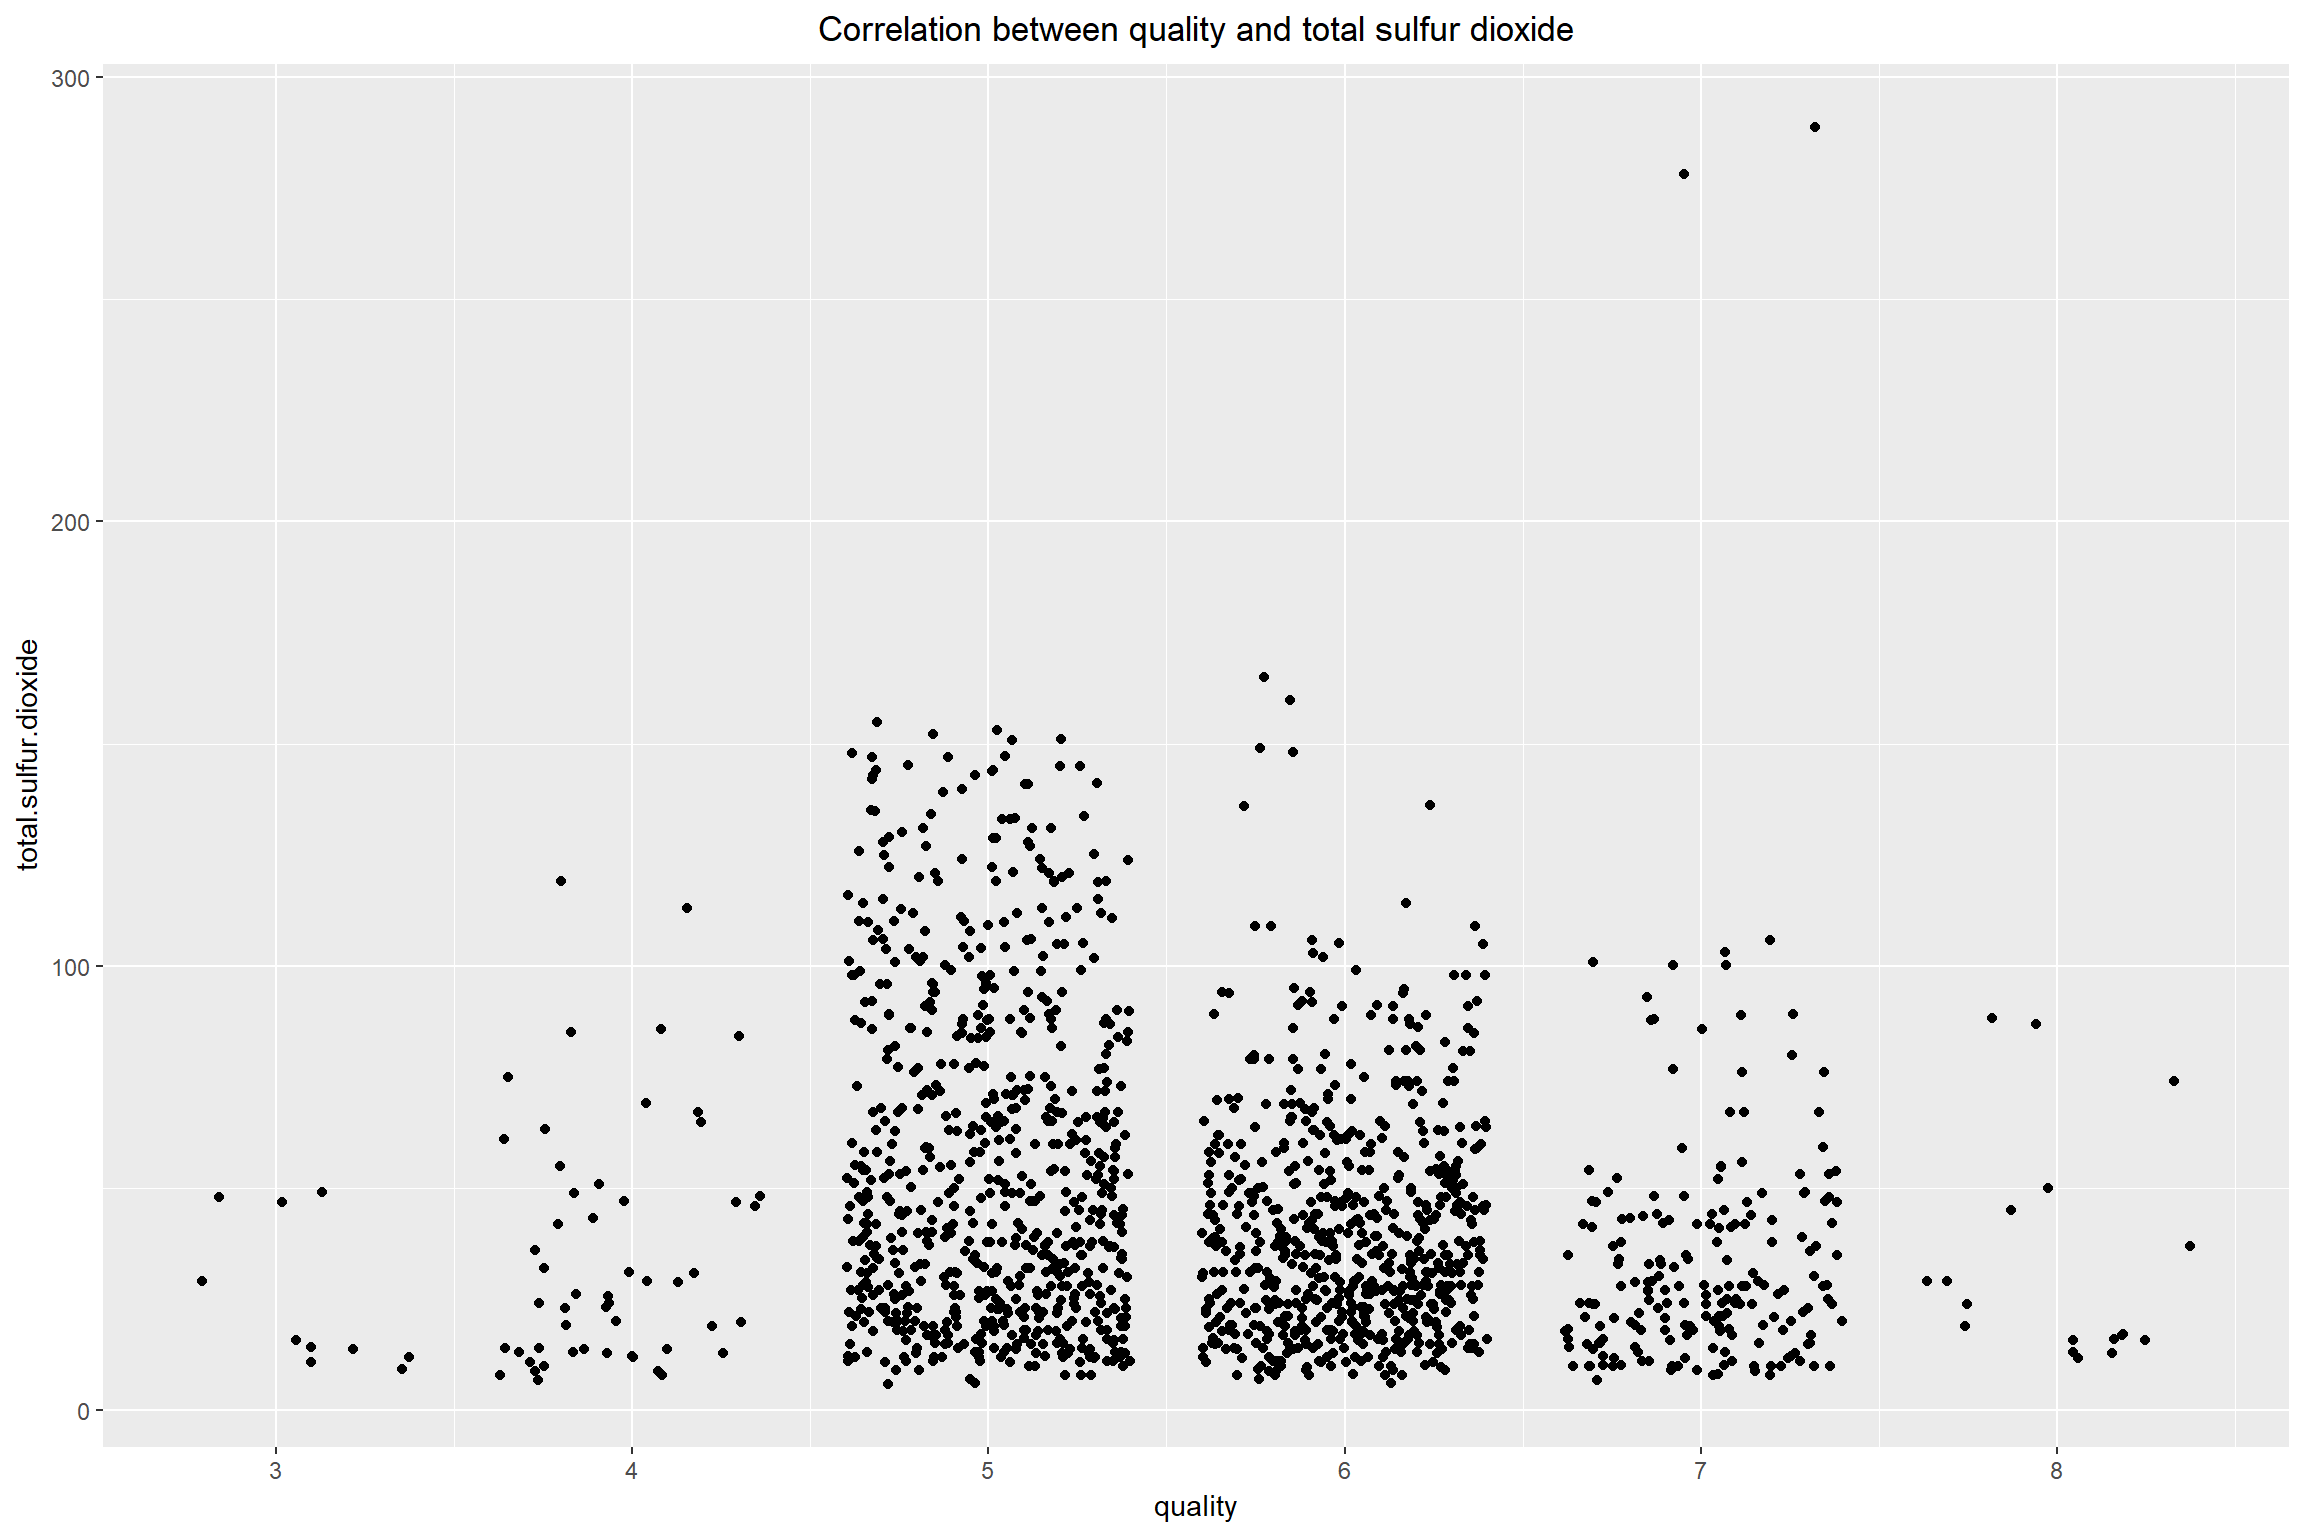 Correlation between quality and total sulfur dioxide
total.sulfur.dioxide
300
200
100
0
3 4 5 6 7 8
quality